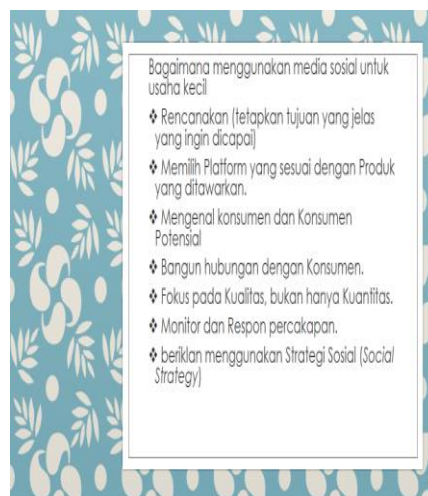 Bagaimana menggunakan media sosial untuk
usaha kecil
❖ Rencanakan (tetapkan tujuan yang jelas
yang ingin dicapai)
❖ Memilih Platform yang sesuai dengan Produk
yang ditawarkan.
❖ Mengenal konsumen dan Konsumen
Potensial
❖ Bangun hubungan dengan Konsumen.
❖ Fokus pada Kualitas, bukan hanya Kuantitas.
❖ Monitor dan Respon percakapan.
❖ beriklan menggunakan Strategi Sosial (Social
Strategy)